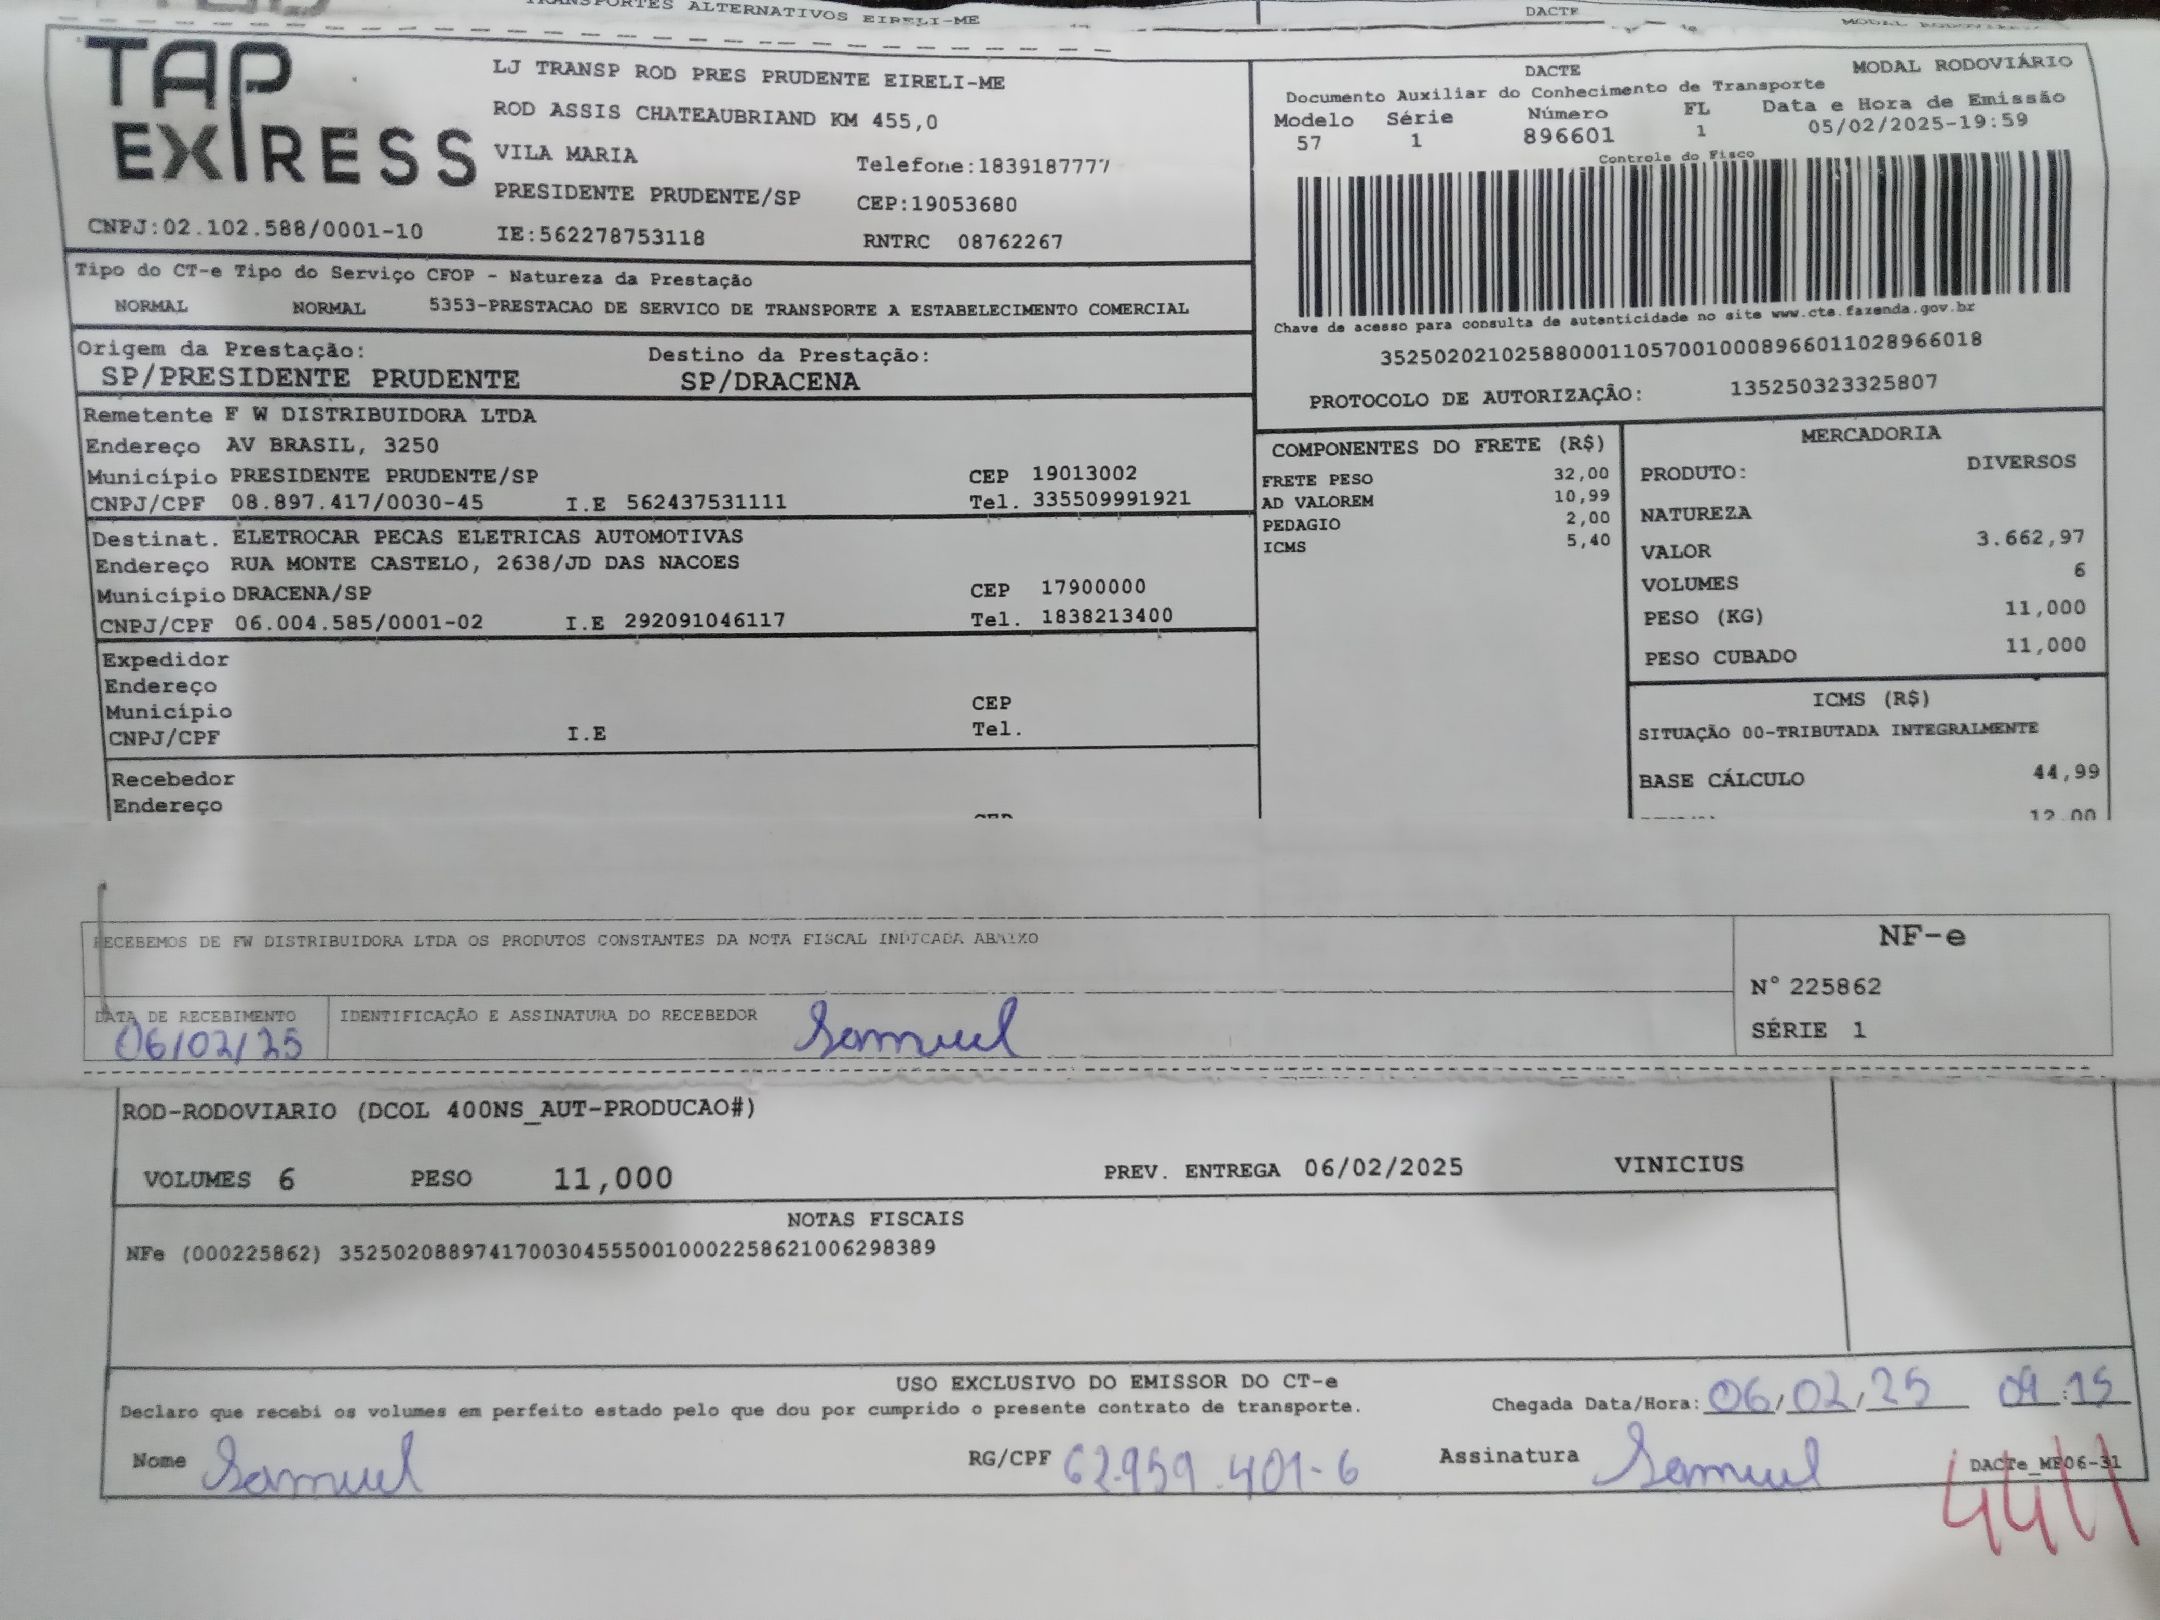 TRANSPORTES ALTERNATIVOS EIRELI-ME
DACTE
TAP EXPRESS
LJ TRANSP ROD PRES PRUDENTE EIRELI-ME
ROD ASSIS CHATEAUBRIAND KM 455,0
VILA MARIA Telefone:1839187777
PRESIDENTE PRUDENTE/SP CEP:19053680
CNPJ:02.102.588/0001-10 IE:562278753118 RNTRC 08762267
DACTE MODAL RODOVIÁRIO
Documento Auxiliar do Conhecimento de Transporte
Modelo Série Número FL Data e Hora de Emissão
57 1 896601 1 05/02/2025-19:59
Controle do Fisco
Chave de acesso para consulta de autenticidade no site www.cte.fazenda.gov.br
35250202102588000110570010008966011028966018
PROTOCOLO DE AUTORIZAÇÃO: 135250323325807
Tipo do CT-e Tipo do Serviço CFOP - Natureza da Prestação
NORMAL NORMAL 5353-PRESTACAO DE SERVICO DE TRANSPORTE A ESTABELECIMENTO COMERCIAL
Origem da Prestação: Destino da Prestação:
SP/PRESIDENTE PRUDENTE SP/DRACENA
Remetente F W DISTRIBUIDORA LTDA
Endereço AV BRASIL, 3250
Município PRESIDENTE PRUDENTE/SP CEP 19013002
CNPJ/CPF 08.897.417/0030-45 I.E 562437531111 Tel. 335509991921
Destinat. ELETROCAR PECAS ELETRICAS AUTOMOTIVAS
Endereço RUA MONTE CASTELO, 2638/JD DAS NACOES
Município DRACENA/SP CEP 17900000
CNPJ/CPF 06.004.585/0001-02 I.E 292091046117 Tel. 1838213400
Expedidor
Endereço
Município CEP
CNPJ/CPF I.E Tel.
Recebedor
Endereço
COMPONENTES DO FRETE (R$)
FRETE PESO 32,00
AD VALOREM 10,99
PEDAGIO 2,00
ICMS 5,40
MERCADORIA
PRODUTO: DIVERSOS
NATUREZA
VALOR 3.662,97
VOLUMES 6
PESO (KG) 11,000
PESO CUBADO 11,000
ICMS (R$)
SITUAÇÃO 00-TRIBUTADA INTEGRALMENTE
BASE CÁLCULO 44,99
12,00
RECEBEMOS DE FW DISTRIBUIDORA LTDA OS PRODUTOS CONSTANTES DA NOTA FISCAL INDICADA ABAIXO
NF-e
Nº 225862
SÉRIE 1
DATA DE RECEBIMENTO IDENTIFICAÇÃO E ASSINATURA DO RECEBEDOR Samuel
06/02/25
ROD-RODOVIARIO (DCOL 400NS_AUT-PRODUCAO#)
VOLUMES 6 PESO 11,000 PREV. ENTREGA 06/02/2025 VINICIUS
NOTAS FISCAIS
NFe (000225862) 35250208897417003045550010002258621006298389
USO EXCLUSIVO DO EMISSOR DO CT-e
Declaro que recebi os volumes em perfeito estado pelo que dou por cumprido o presente contrato de transporte. Chegada Data/Hora: 06/02/25 09:15
Nome Samuel RG/CPF 62.959.401-6 Assinatura Samuel DACTe_ME06-31